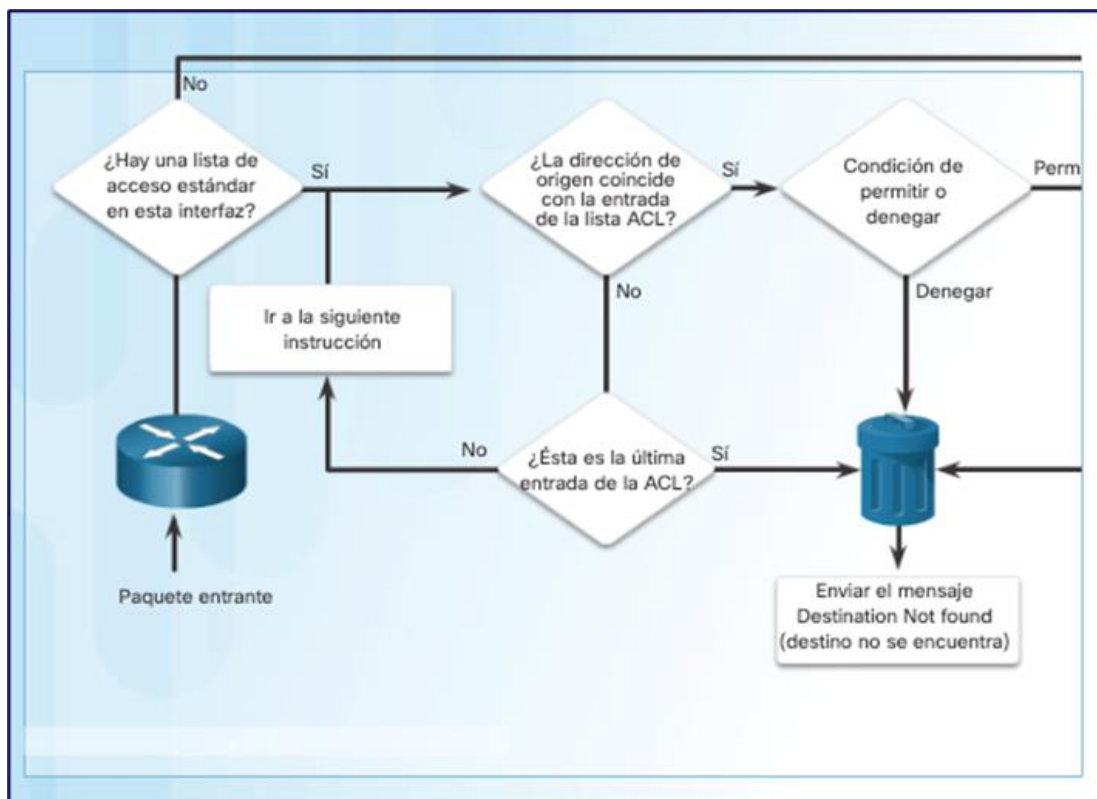 No
¿Hay una lista de
acceso estándar
en esta interfaz?
Sí
¿La dirección de
origen coincide
con la entrada
de la lista ACL?
Sí
Condición de
permitir o
denegar
Perm
Ir a la siguiente
instrucción
No
Denegar
No
¿Ésta es la última
entrada de la ACL?
Sí
Paquete entrante
Enviar el mensaje
Destination Not found
(destino no se encuentra)